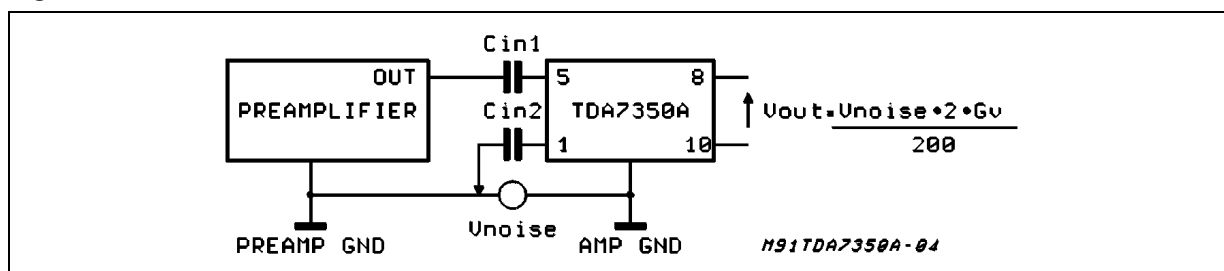 Cin1
OUT
PREAMPLIFIER
Cin2
5
8
TDA7350A
1
10
Vout=Vnoise•2•Gv
200
Vnoise
PREAMP GND
AMP GND
M91TDA7350A-04